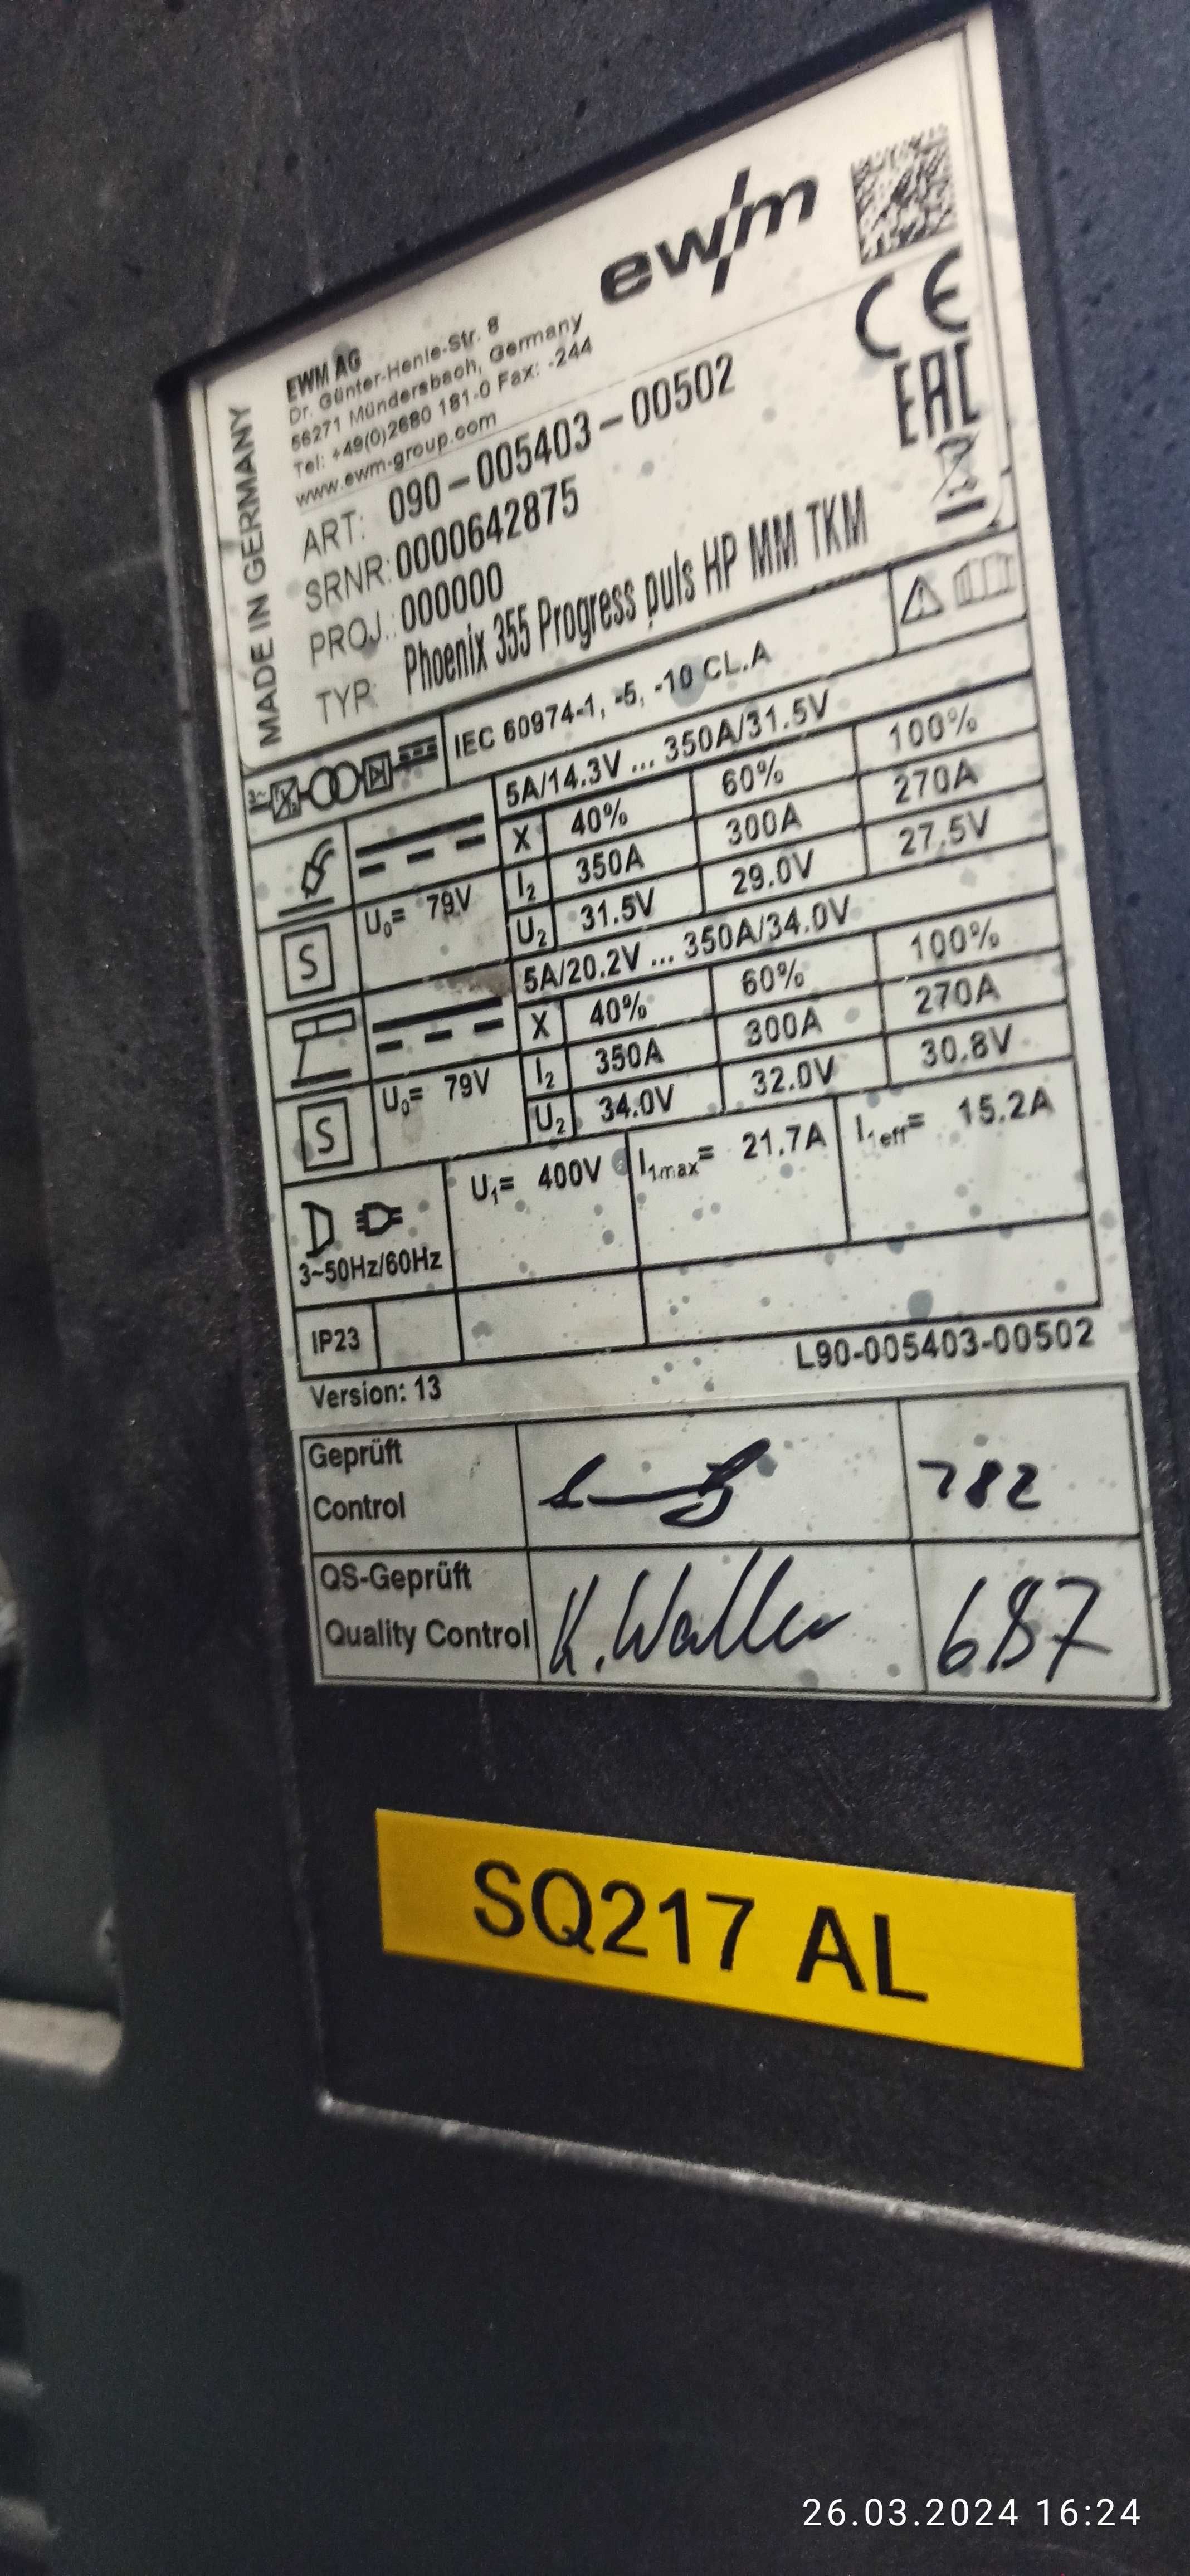 ewm
CE
EAC
MADE IN GERMANY
EWM AG
Dr. Günter-Henle-Str. 8
56271 Mündersbach, Germany
Tel: +49(0)2680 181-0 Fax: -244
www.ewm-group.com
ART: 090-005403-00502
SRNR: 0000642875
PROJ.: 000000
TYP: Phoenix 355 Progress puls HP MM TKM
IEC 60974-1, -5, -10 CL.A
5A/14.3V ... 350A/31.5V
X 40% 60% 100%
I2 350A 300A 270A
U0= 79V U2 31.5V 29.0V 27.5V
S
5A/20.2V ... 350A/34.0V
X 40% 60% 100%
I2 350A 300A 270A
U0= 79V U2 34.0V 32.0V 30.8V
S
U1= 400V I1max= 21.7A I1eff= 15.2A
3~50Hz/60Hz
IP23
Version: 13 L90-005403-00502
Geprüft
Control 782
QS-Geprüft
Quality Control K. Waller 687
SQ217 AL
26.03.2024 16:24